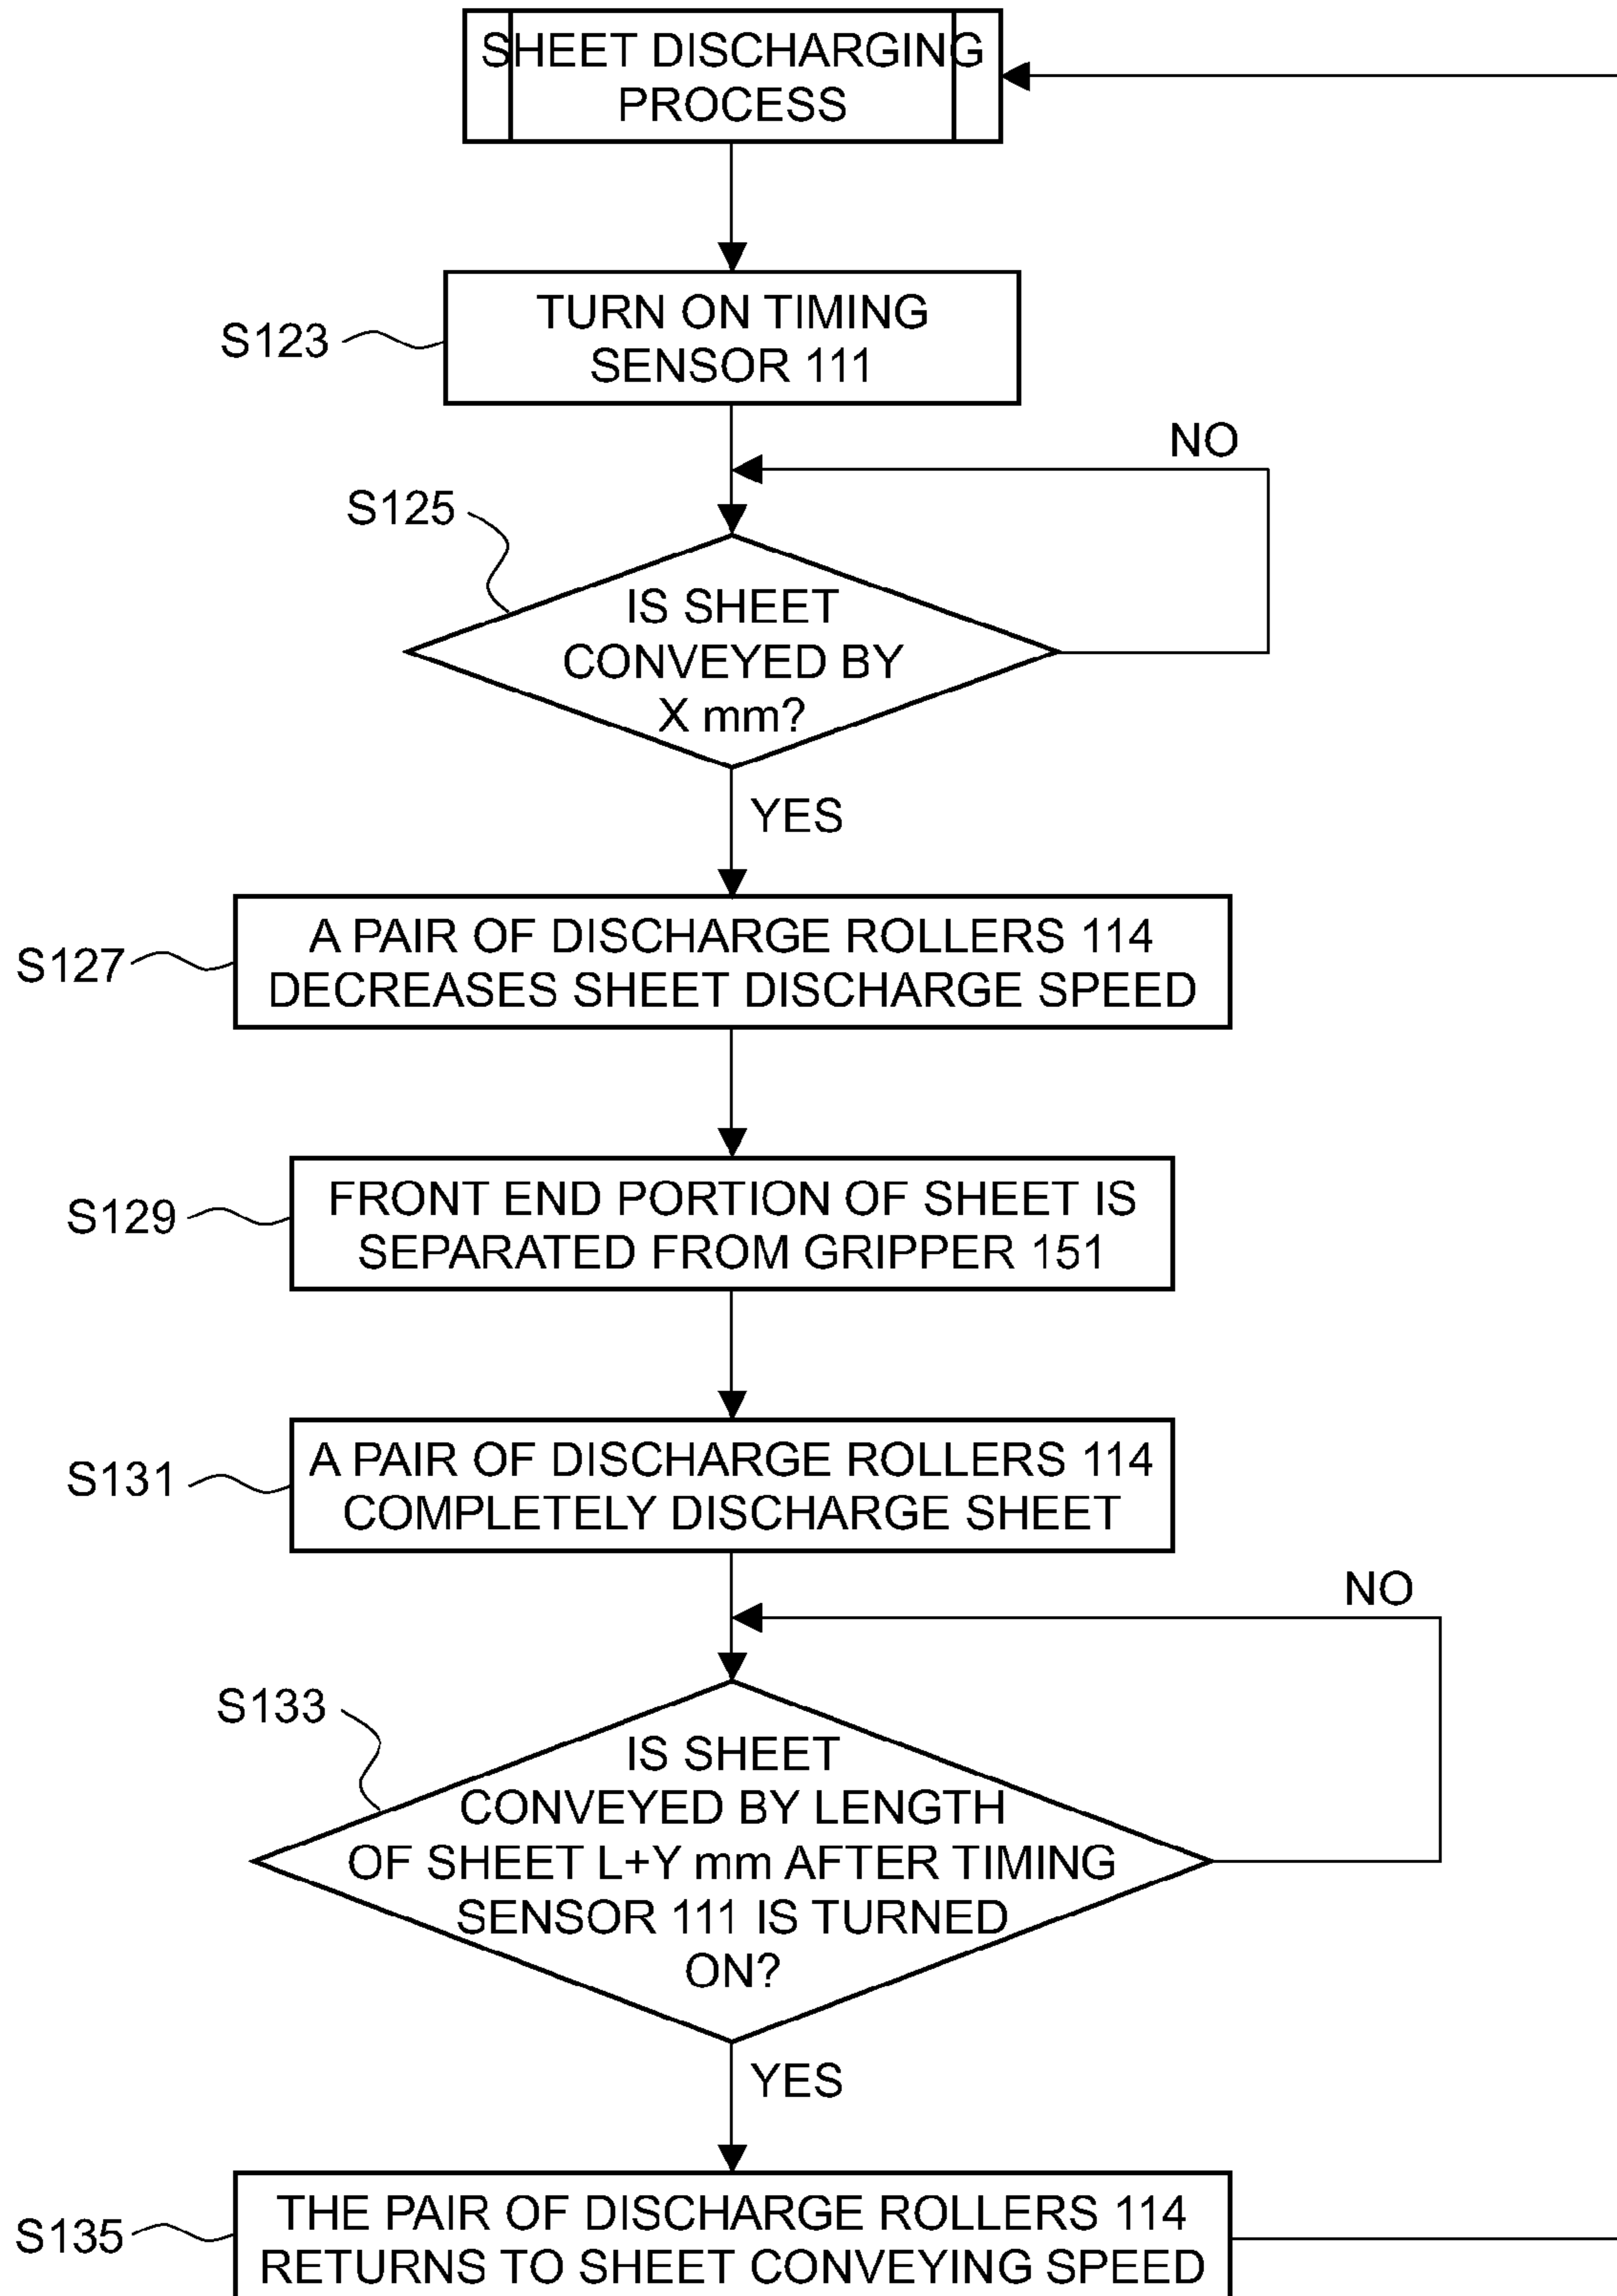 SHEET DISCHARGING
PROCESS
S123
TURN ON TIMING
SENSOR 111
NO
S125
IS SHEET
CONVEYED BY
X mm?
YES
S127
A PAIR OF DISCHARGE ROLLERS 114
DECREASES SHEET DISCHARGE SPEED
S129
FRONT END PORTION OF SHEET IS
SEPARATED FROM GRIPPER 151
S131
A PAIR OF DISCHARGE ROLLERS 114
COMPLETELY DISCHARGE SHEET
NO
S133
IS SHEET
CONVEYED BY LENGTH
OF SHEET L+Y mm AFTER TIMING
SENSOR 111 IS TURNED
ON?
YES
S135
THE PAIR OF DISCHARGE ROLLERS 114
RETURNS TO SHEET CONVEYING SPEED